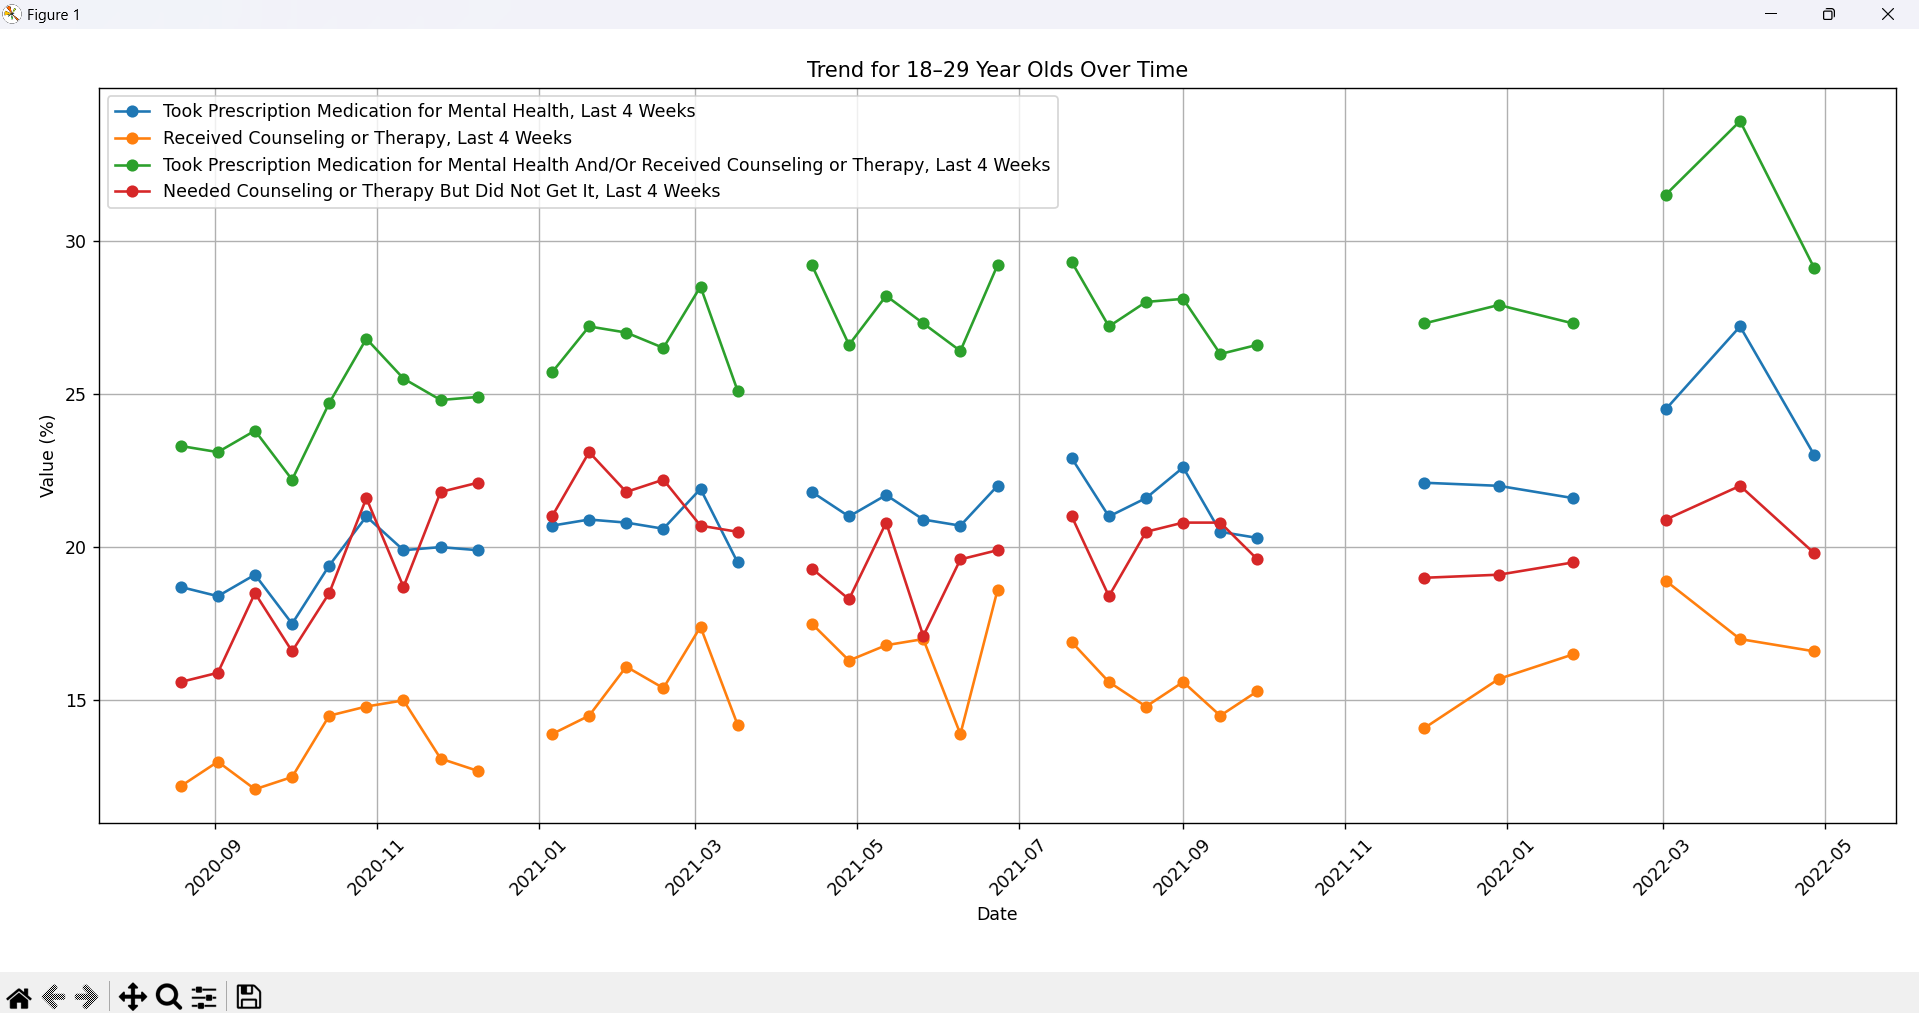 Figure 1
Trend for 18–29 Year Olds Over Time
Took Prescription Medication for Mental Health, Last 4 Weeks
Received Counseling or Therapy, Last 4 Weeks
Took Prescription Medication for Mental Health And/Or Received Counseling or Therapy, Last 4 Weeks
Needed Counseling or Therapy But Did Not Get It, Last 4 Weeks
30
25
20
15
Value (%)
2020-09
2020-11
2021-01
2021-03
2021-05
2021-07
2021-09
2021-11
2022-01
2022-03
2022-05
Date